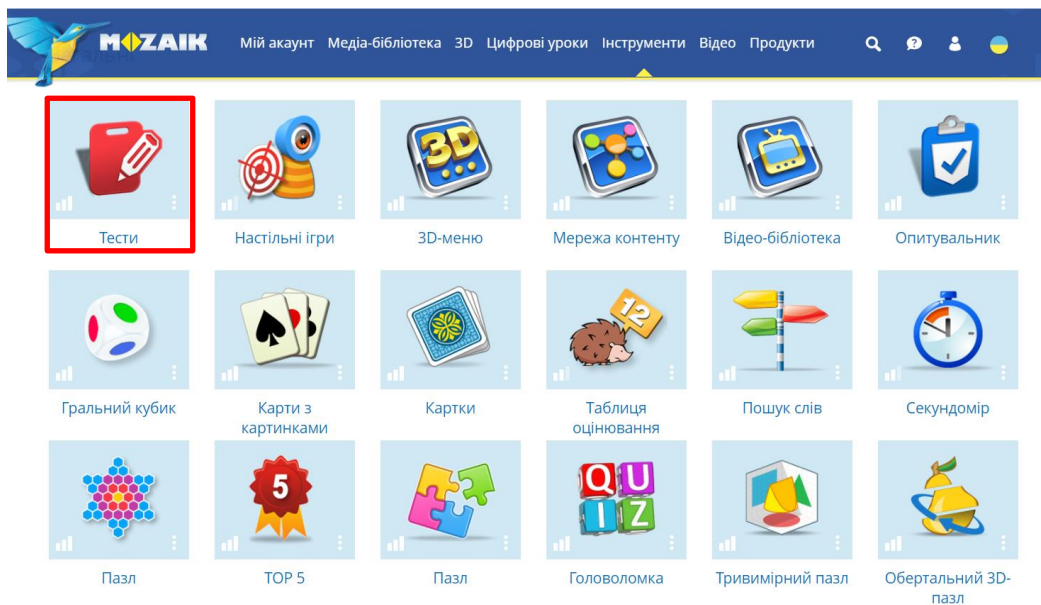 MOZAIK
Мій акаунт Медіа-бібліотека 3D Цифрові уроки Інструменти Відео Продукти
3D
Тести Настільні ігри 3D-меню Мережа контенту Відео-бібліотека Опитувальник
12
Гральний кубик Карти з картинками Картки Таблиця оцінювання Пошук слів Секундомір
5
QU
IZ
Пазл TOP 5 Пазл Головоломка Тривимірний пазл Обертальний 3D-пазл